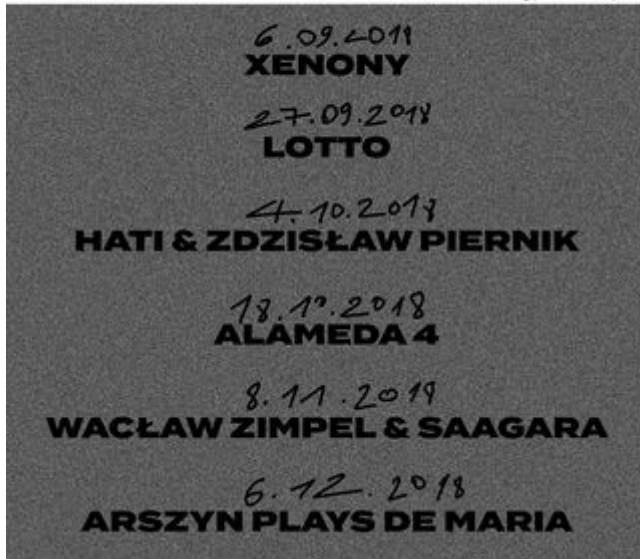 6.09.2018
XENONY
27.09.2018
LOTTO
4.10.2018
HATI & ZDZISŁAW PIERNIK
18.10.2018
ALAMEDA 4
8.11.2018
WACŁAW ZIMPEL & SAAGARA
6.12.2018
ARSZYN PLAYS DE MARIA